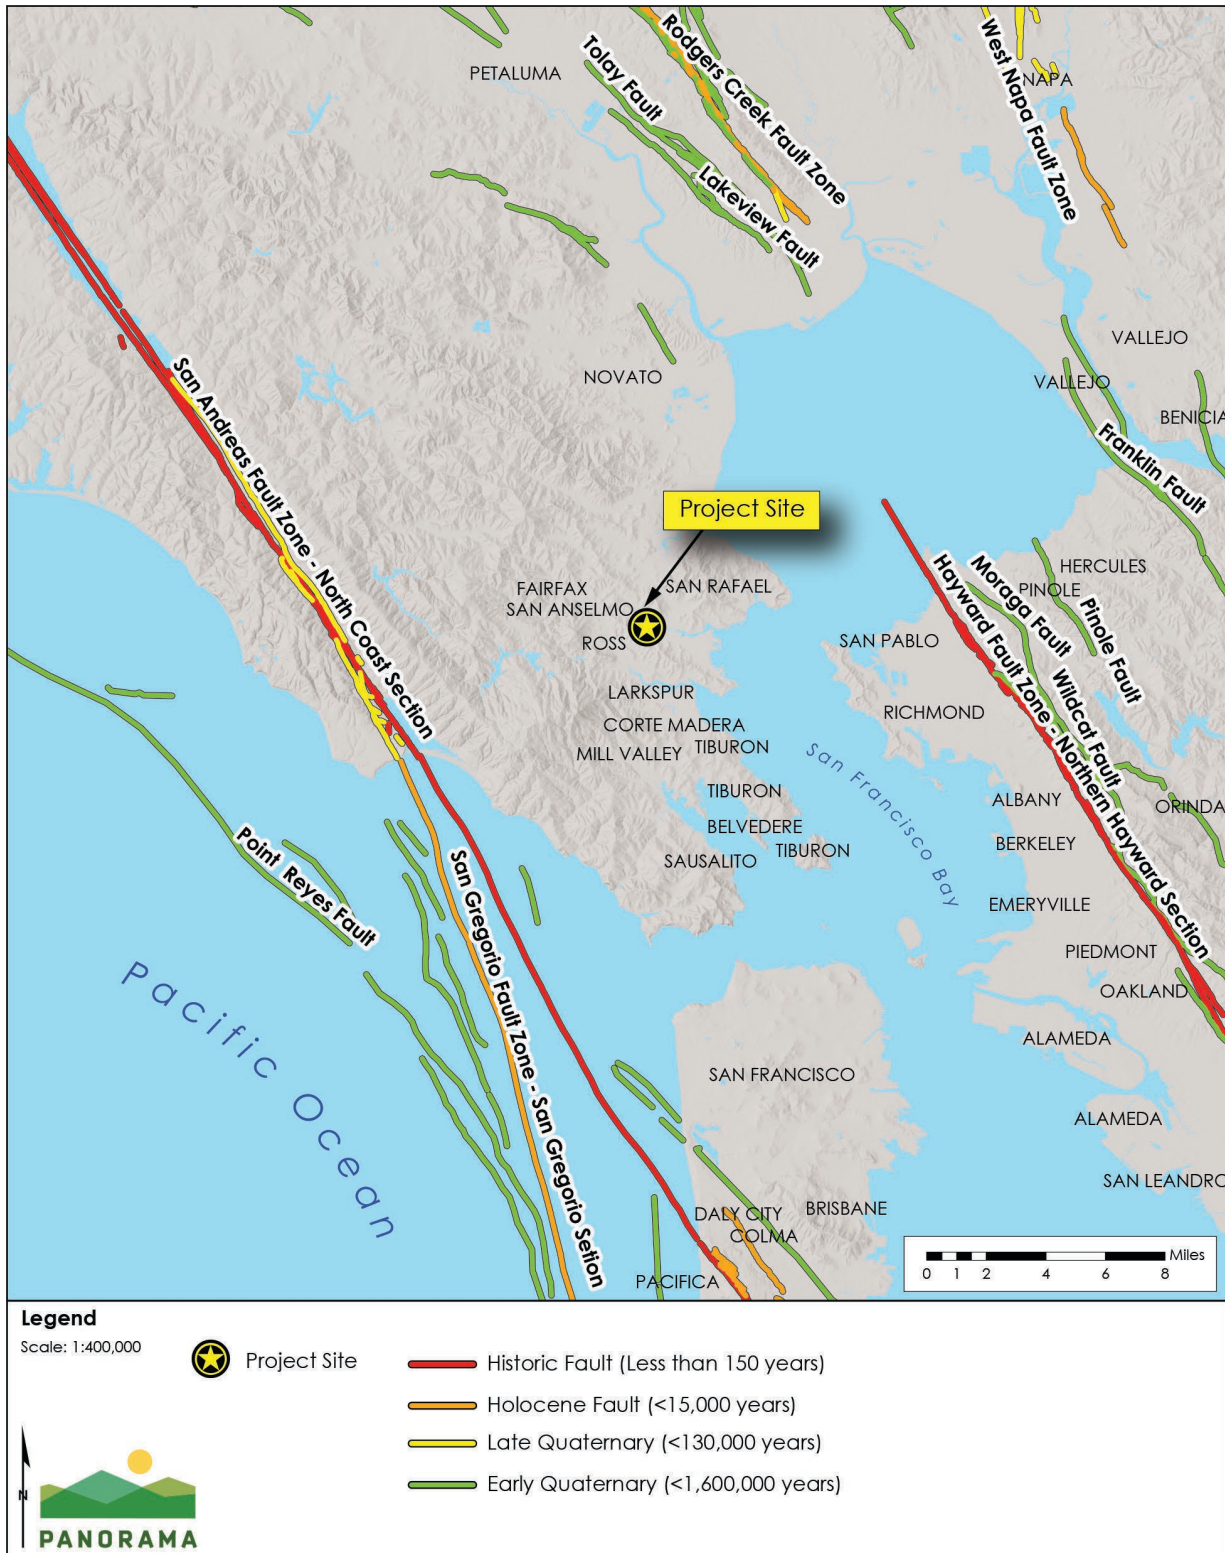 PETALUMA
Tolay Fault
Rodgers Creek Fault Zone
Lakeview Fault
West Napa Fault Zone
NAPA
NOVATO
VALLEJO
VALLEJO
BENICIA
Franklin Fault
San Andreas Fault Zone - North Coast Section
Project Site
FAIRFAX
SAN ANSELMO
SAN RAFAEL
ROSS
HERCULES
PINOLE
Moraga Fault
Pinole Fault
Wildcat Fault
Hayward Fault Zone - Northern Hayward Section
SAN PABLO
RICHMOND
LARKSPUR
CORTE MADERA
MILL VALLEY
TIBURON
TIBURON
BELVEDERE
TIBURON
SAUSALITO
San Francisco Bay
ALBANY
ORINDA
BERKELEY
EMERYVILLE
PIEDMONT
OAKLAND
ALAMEDA
ALAMEDA
SAN LEANDRO
Point Reyes Fault
San Gregorio Fault Zone - San Gregorio Setion
Pacific Ocean
SAN FRANCISCO
DALY CITY
COLMA
BRISBANE
PACIFICA
Miles
0 1 2 4 6 8
Legend
Scale: 1:400,000
Project Site
Historic Fault (Less than 150 years)
Holocene Fault (<15,000 years)
Late Quaternary (<130,000 years)
Early Quaternary (<1,600,000 years)
N
PANORAMA